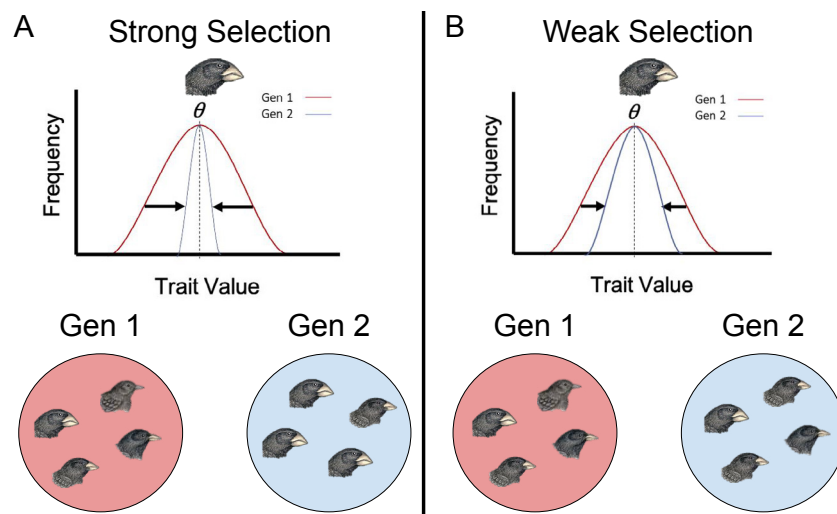 A
Strong Selection
Gen 1
Gen 2
θ
Frequency
Trait Value
Gen 1
Gen 2
B
Weak Selection
Gen 1
Gen 2
θ
Frequency
Trait Value
Gen 1
Gen 2